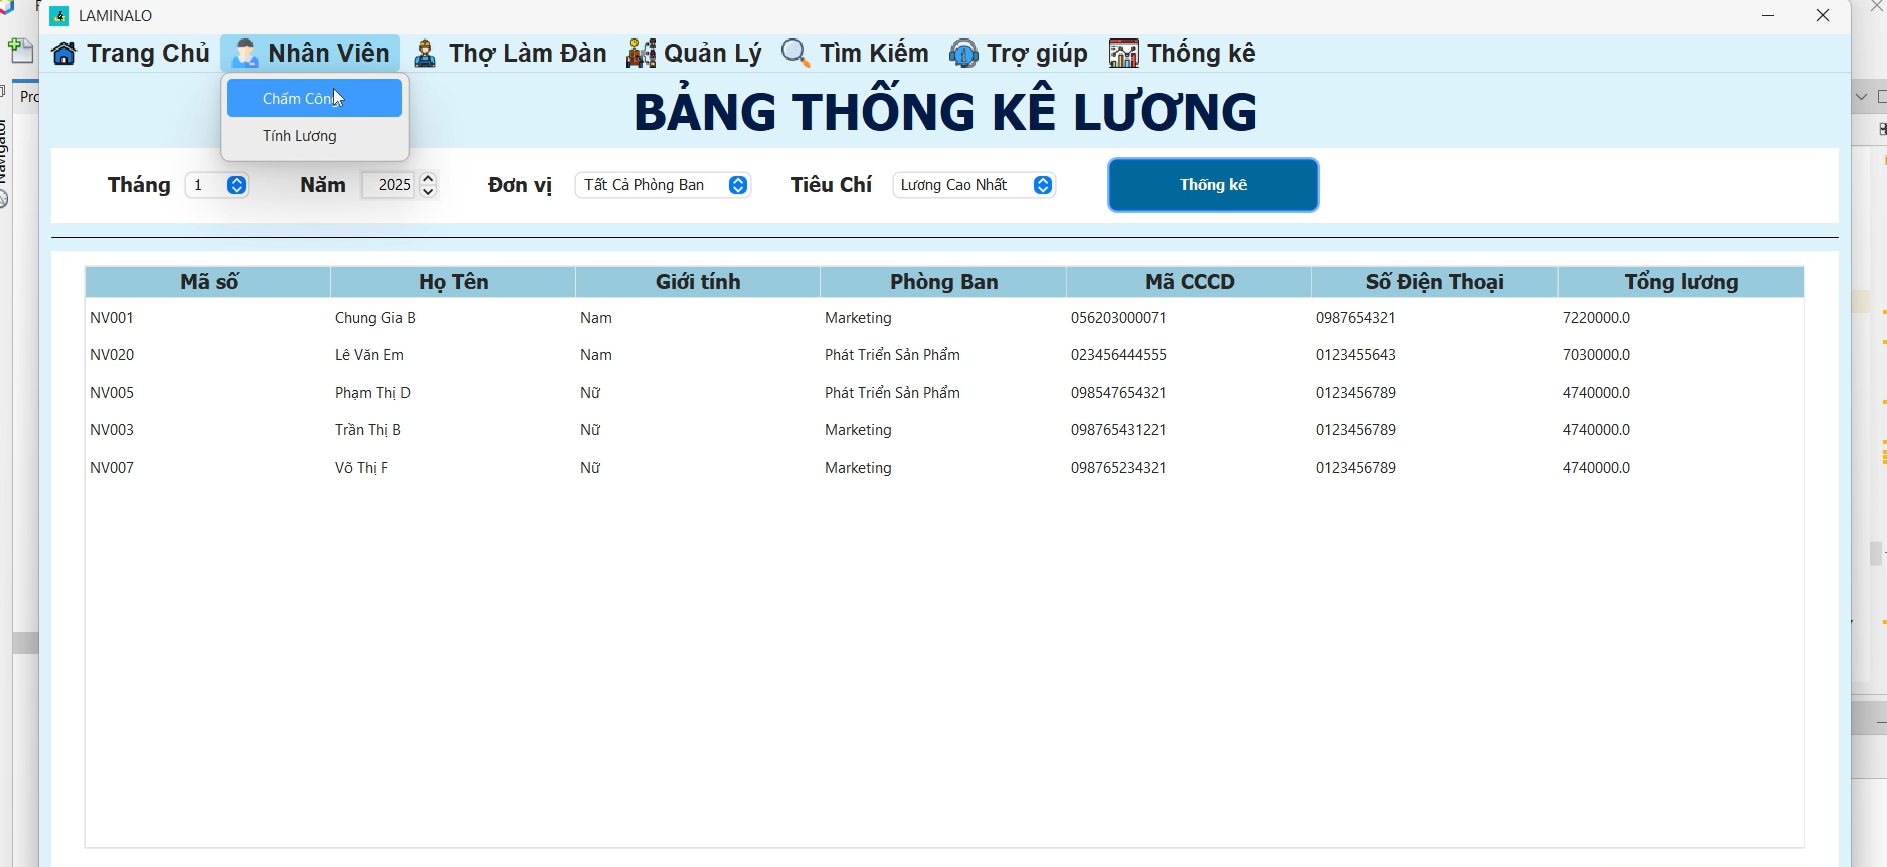 LAMINALO
Trang Chủ Nhân Viên Thợ Làm Đàn Quản Lý Tìm Kiếm Trợ giúp Thống kê
Chấm Công
Tính Lương
BẢNG THỐNG KÊ LƯƠNG
Tháng 1 Năm 2025 Đơn vị Tất Cả Phòng Ban Tiêu Chí Lương Cao Nhất Thống kê
Mã số Họ Tên Giới tính Phòng Ban Mã CCCD Số Điện Thoại Tổng lương
NV001 Chung Gia B Nam Marketing 056203000071 0987654321 7220000.0
NV020 Lê Văn Em Nam Phát Triển Sản Phẩm 023456444555 0123455643 7030000.0
NV005 Phạm Thị D Nữ Phát Triển Sản Phẩm 098547654321 0123456789 4740000.0
NV003 Trần Thị B Nữ Marketing 098765431221 0123456789 4740000.0
NV007 Võ Thị F Nữ Marketing 098765234321 0123456789 4740000.0